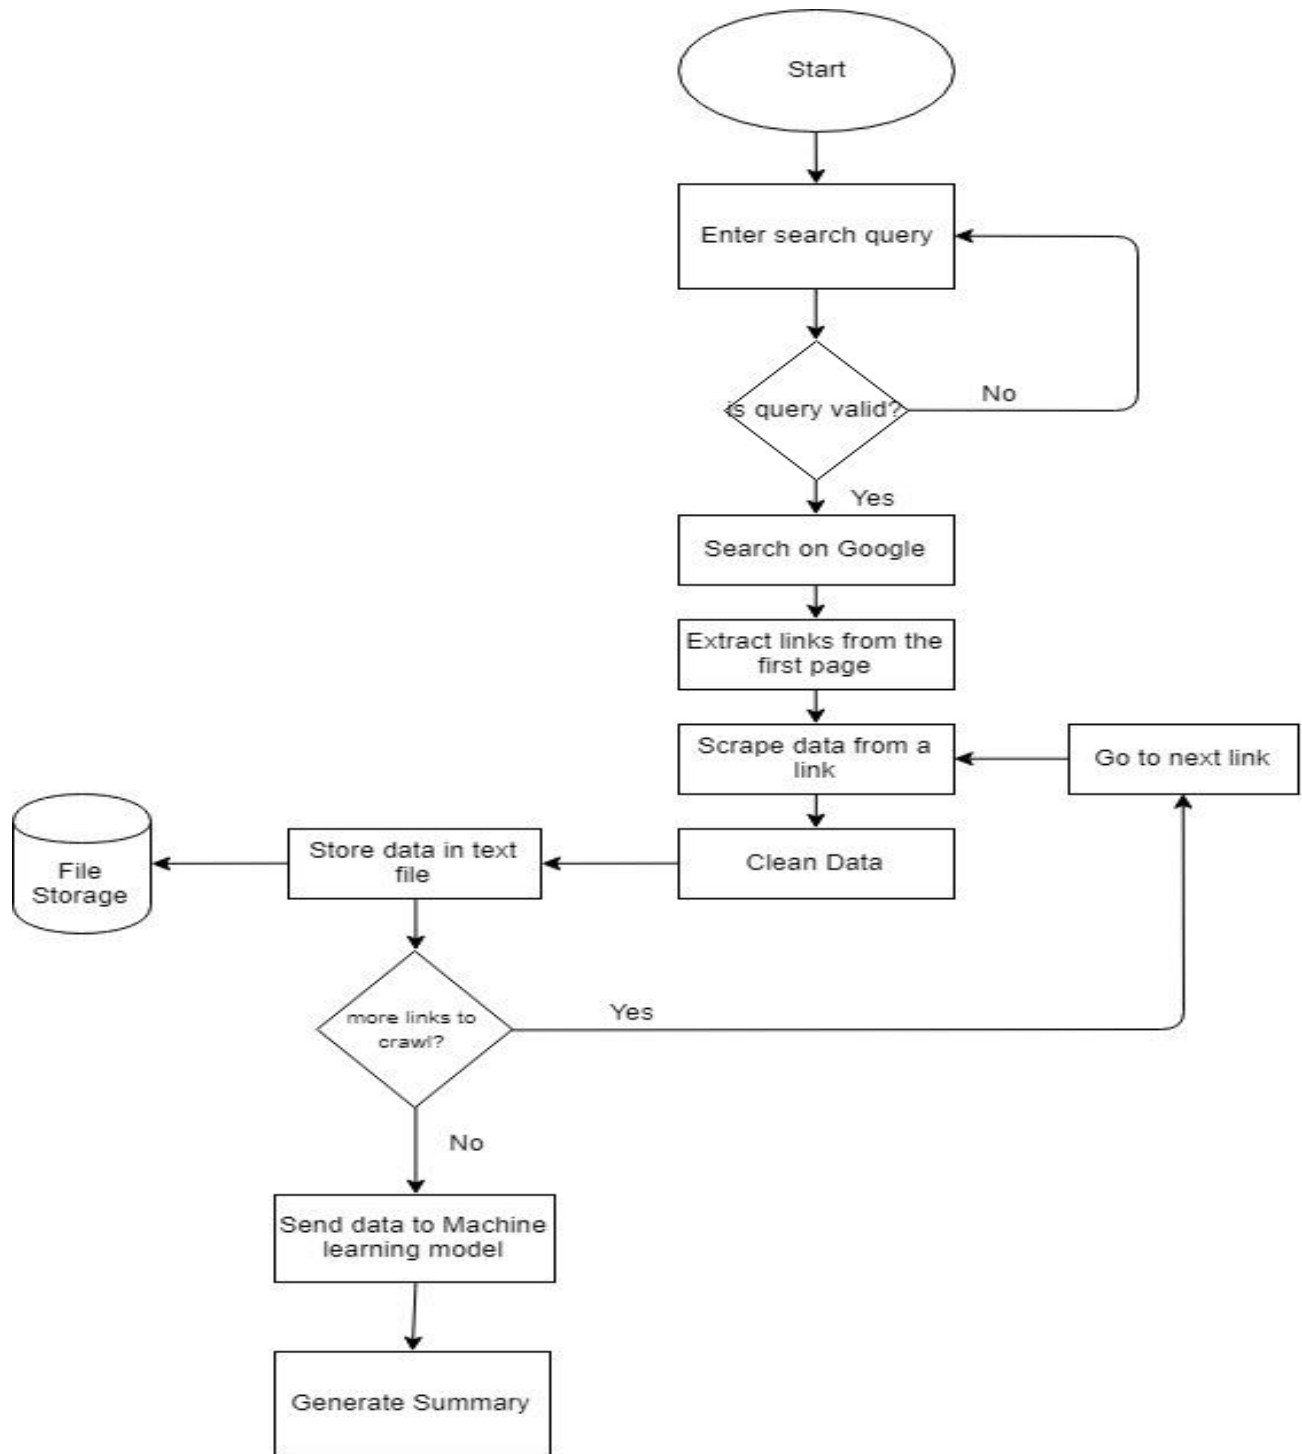 Start
Enter search query
is query valid?
No
Yes
Search on Google
Extract links from the
first page
Scrape data from a
link
Go to next link
Clean Data
Store data in text
file
File
Storage
more links to
crawl?
Yes
No
Send data to Machine
learning model
Generate Summary